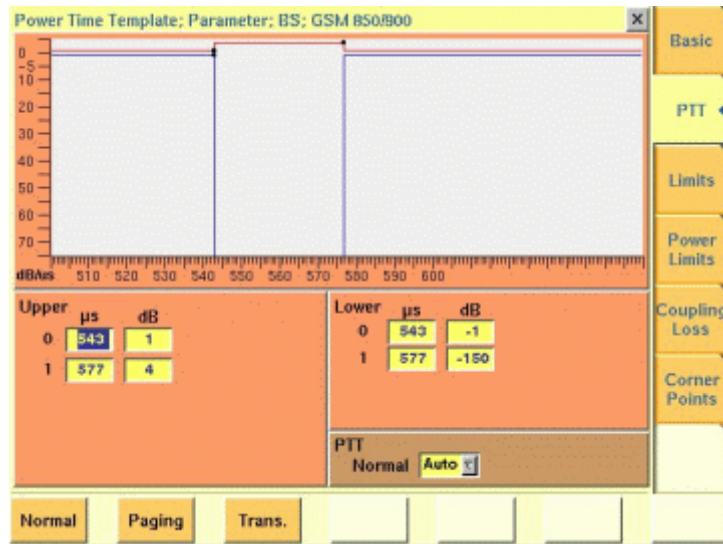 Power Time Template; Parameter; BS; GSM 850/900
Basic
PTT
Limits
Power
Limits
Coupling
Loss
Corner
Points
0
-5
10
20
30
40
50
60
70
dB/us 510 520 530 540 550 560 570 580 590 600
Upper
µs dB
0 543 1
1 577 4
Lower
µs dB
0 543 -1
1 577 -150
PTT
Normal Auto
Normal Paging Trans.